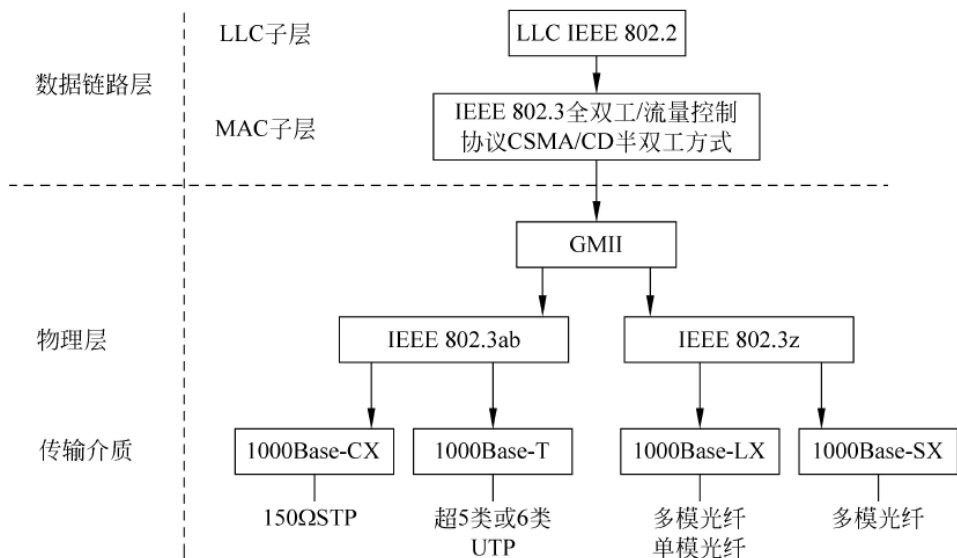 LLC子层
LLC IEEE 802.2
数据链路层
MAC子层
IEEE 802.3全双工/流量控制
协议CSMA/CD半双工方式
GMII
物理层
IEEE 802.3ab
IEEE 802.3z
传输介质
1000Base-CX
1000Base-T
1000Base-LX
1000Base-SX
150ΩSTP
超5类或6类
UTP
多模光纤
单模光纤
多模光纤